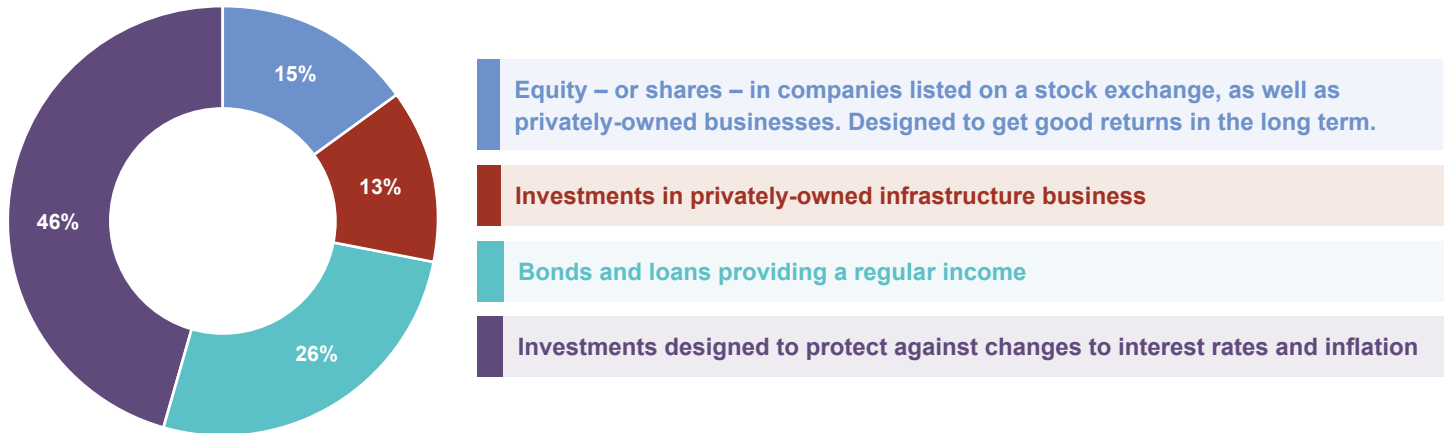 15%
13%
46%
26%
Equity – or shares – in companies listed on a stock exchange, as well as
privately-owned businesses. Designed to get good returns in the long term.
Investments in privately-owned infrastructure business
Bonds and loans providing a regular income
Investments designed to protect against changes to interest rates and inflation